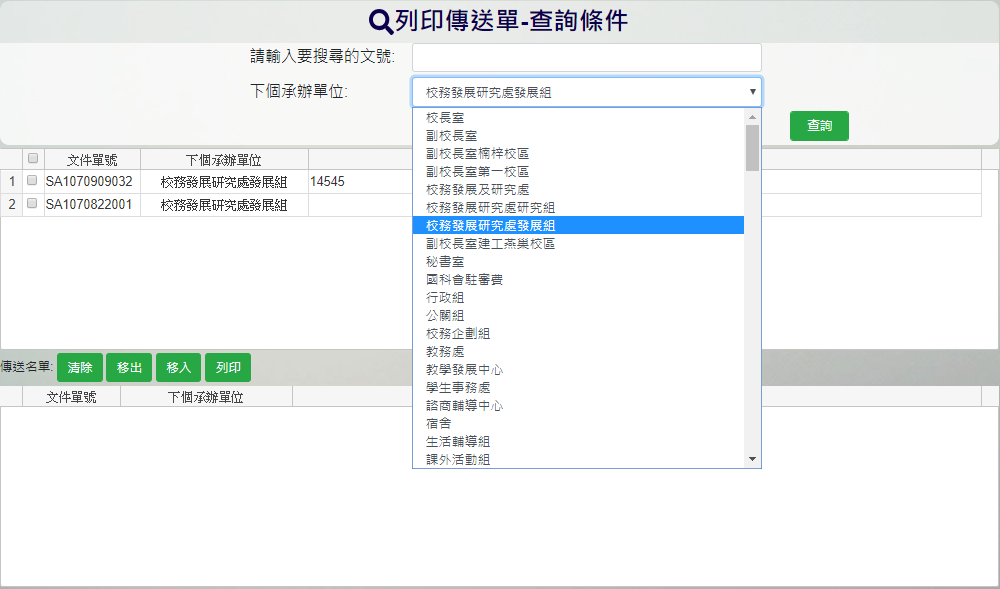 列印傳送單-查詢條件
請輸入要搜尋的文號:
下個承辦單位:
校務發展研究處發展組
查詢
校長室
副校長室
副校長室楠梓校區
副校長室第一校區
校務發展及研究處
校務發展研究處研究組
校務發展研究處發展組
副校長室建工燕巢校區
秘書室
國科會駐審費
行政組
公關組
校務企劃組
教務處
教學發展中心
學生事務處
諮商輔導中心
宿舍
生活輔導組
課外活動組
文件單號 下個承辦單位
1 SA1070909032 校務發展研究處發展組 14545
2 SA1070822001 校務發展研究處發展組
傳送名單: 清除 移出 移入 列印
文件單號 下個承辦單位